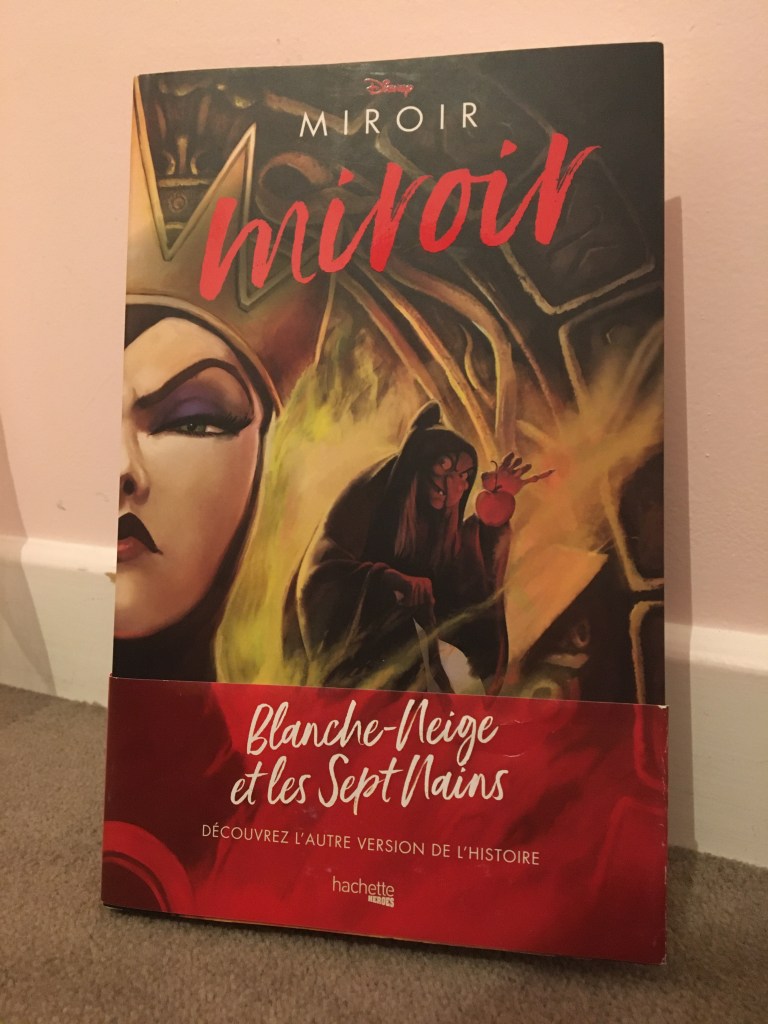 Disney
MIROIR
miroir
Blanche-Neige
et les Sept Nains
DÉCOUVREZ L'AUTRE VERSION DE L'HISTOIRE
hachette
HEROES